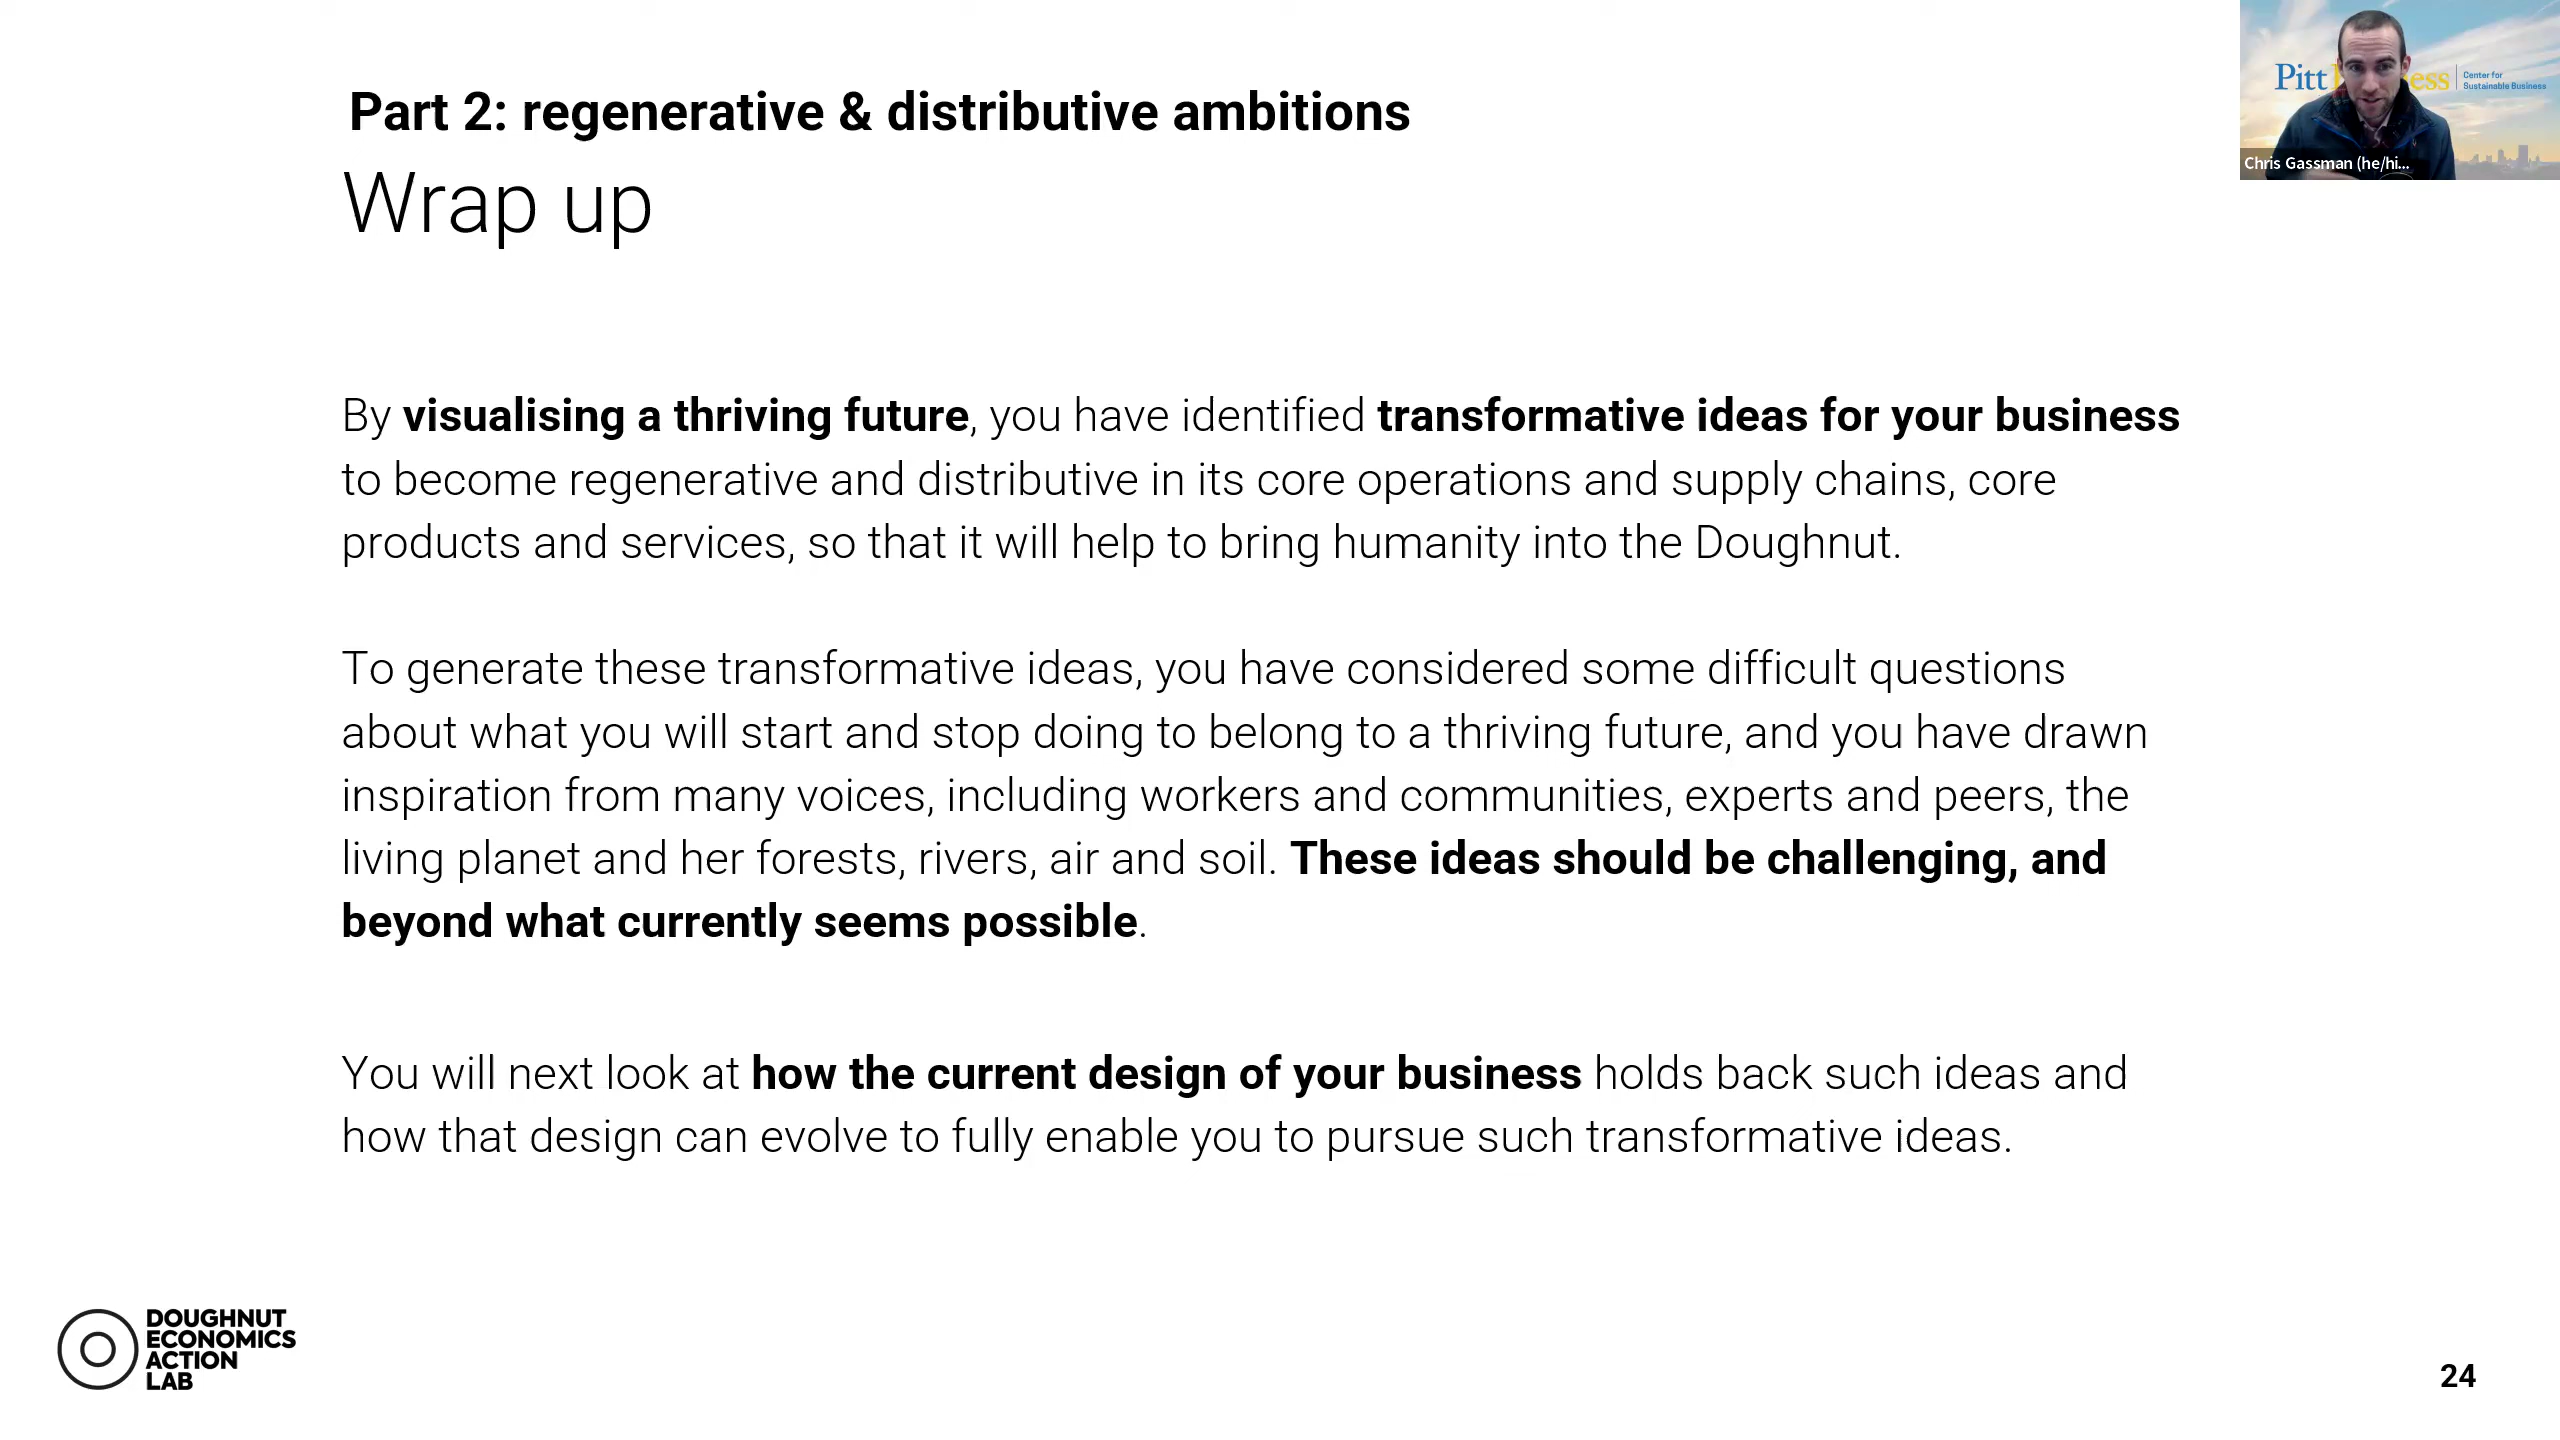 Part 2: regenerative & distributive ambitions
Wrap up
By visualising a thriving future, you have identified transformative ideas for your business
to become regenerative and distributive in its core operations and supply chains, core
products and services, so that it will help to bring humanity into the Doughnut.
To generate these transformative ideas, you have considered some difficult questions
about what you will start and stop doing to belong to a thriving future, and you have drawn
inspiration from many voices, including workers and communities, experts and peers, the
living planet and her forests, rivers, air and soil. These ideas should be challenging, and
beyond what currently seems possible.
You will next look at how the current design of your business holds back such ideas and
how that design can evolve to fully enable you to pursue such transformative ideas.
DOUGHNUT
ECONOMICS
ACTION
LAB
24
Pitt
ess
Center for
Sustainable Business
Chris Gassman (he/hi...